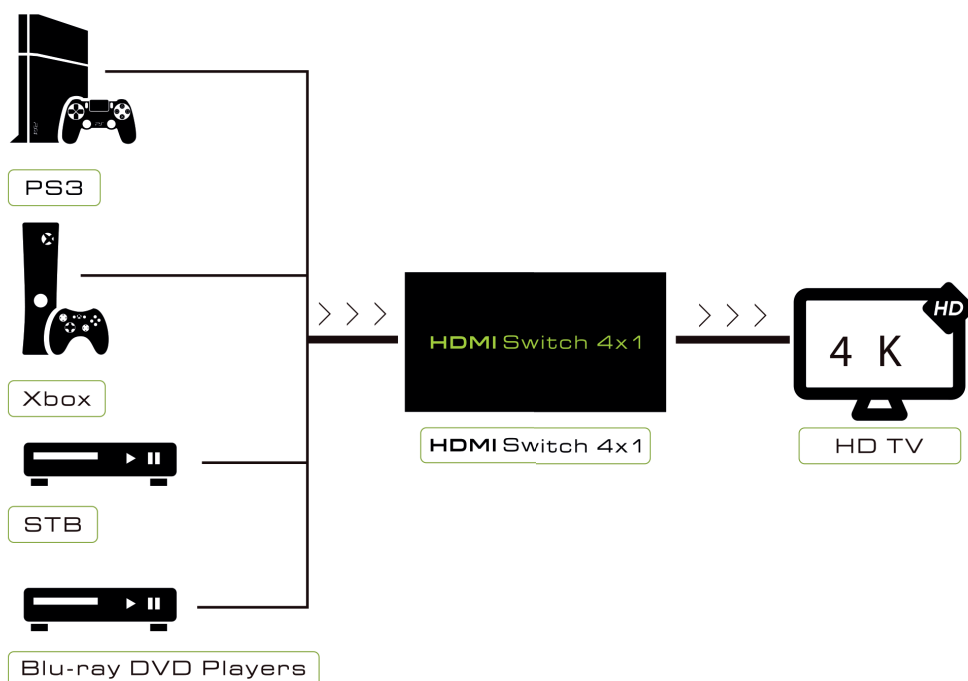 PS3
Xbox
STB
Blu-ray DVD Players
HDMI Switch 4x1
HDMI Switch 4x1
HD
4 K
HD TV